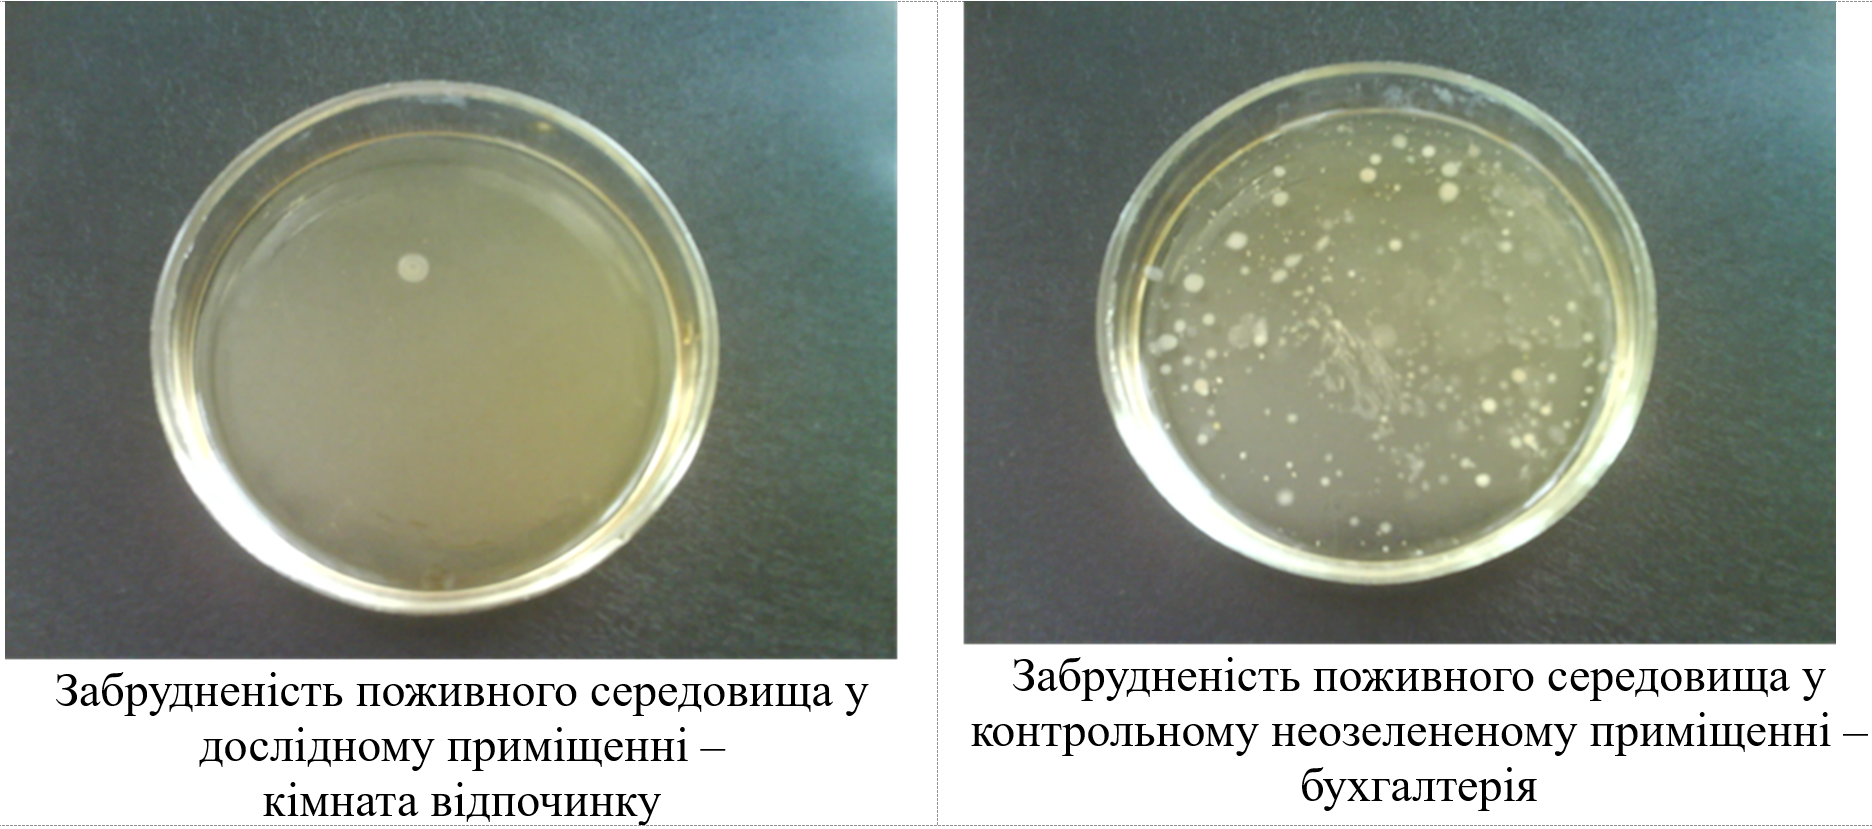 Забрудненість поживного середовища у
дослідному приміщенні –
кімната відпочинку
Забрудненість поживного середовища у
контрольному неозелененому приміщенні –
бухгалтерія